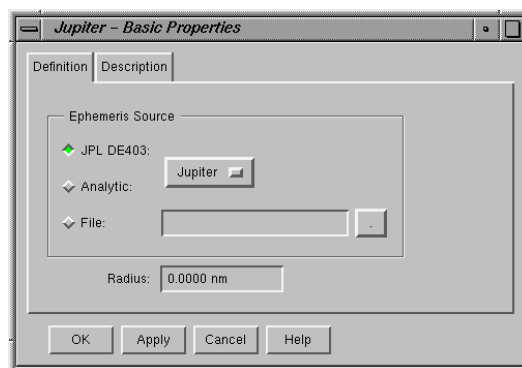 Jupiter – Basic Properties
Definition Description
Ephemeris Source
JPL DE403:
Jupiter
Analytic:
File: .
Radius: 0.0000 nm
OK Apply Cancel Help